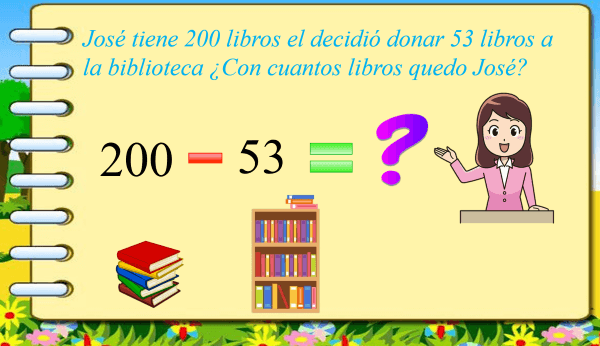 José tiene 200 libros el decidió donar 53 libros a
la biblioteca ¿Con cuantos libros quedo José?
200 - 53 = ?